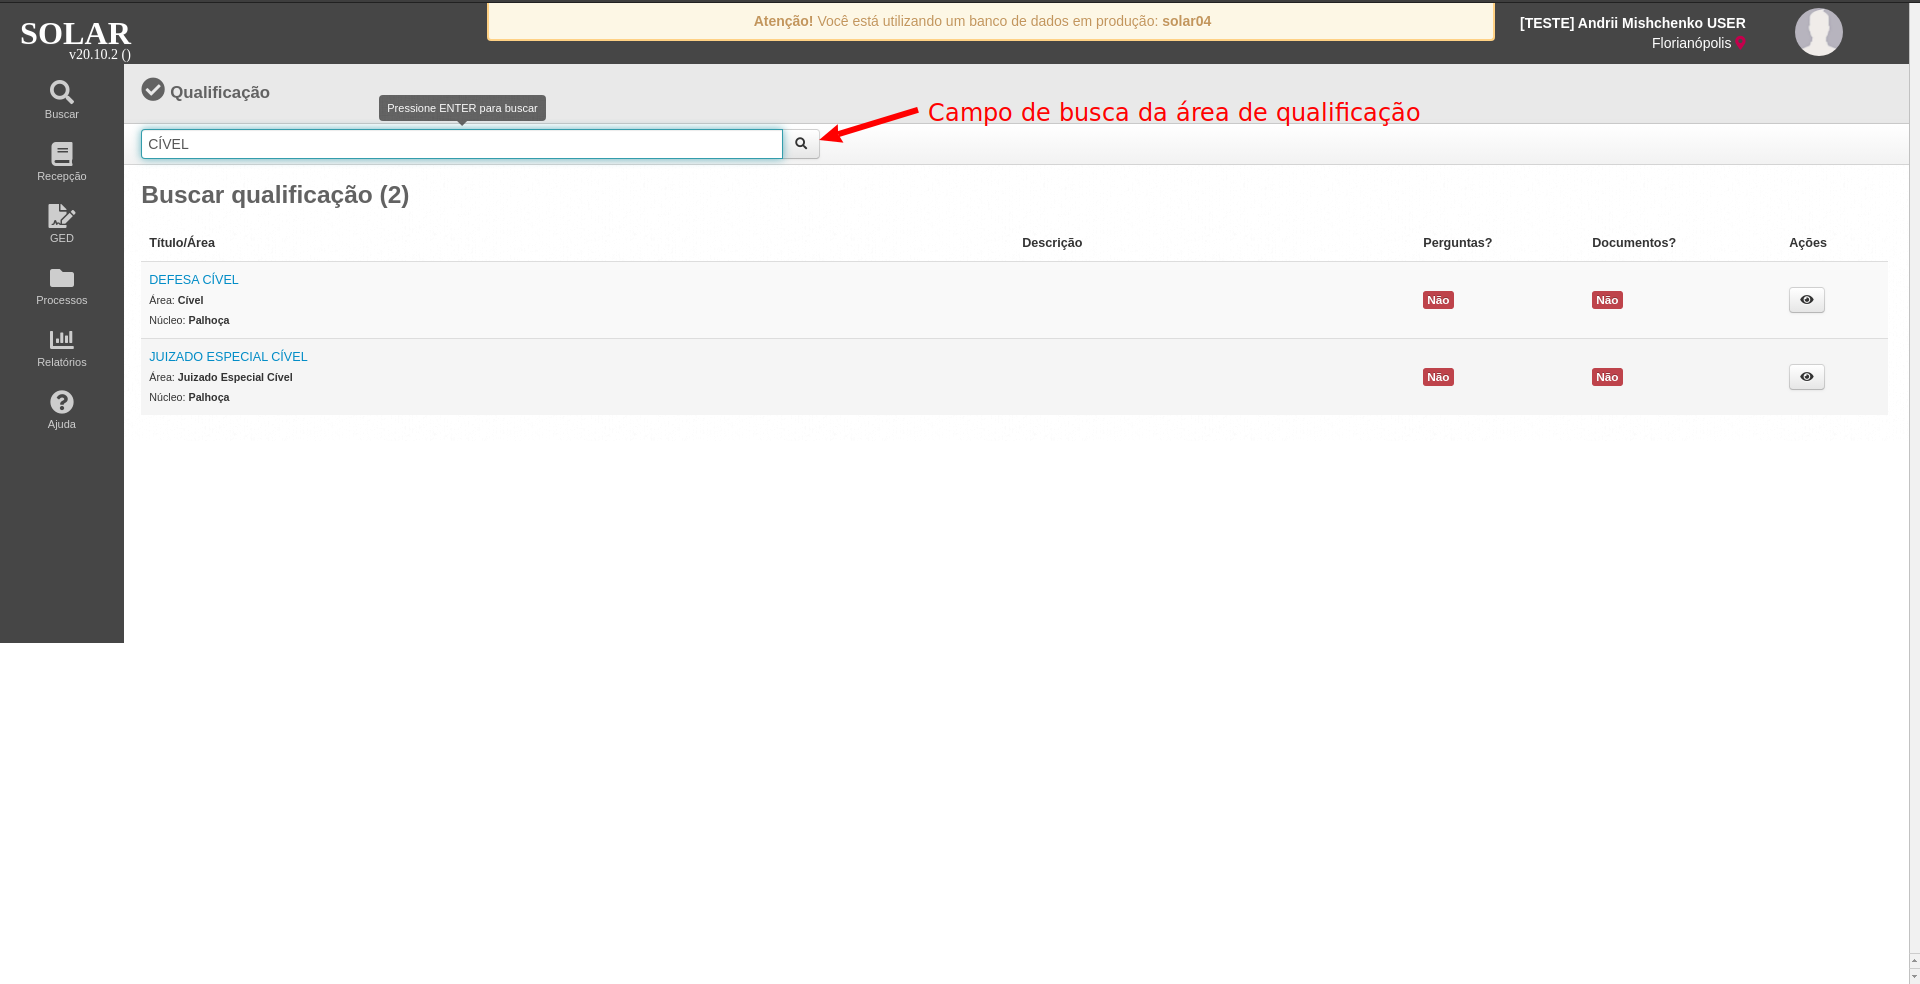 SOLAR
v20.10.2 ()
Atenção! Você está utilizando um banco de dados em produção: solar04
[TESTE] Andrii Mishchenko USER
Florianópolis
Buscar
Recepção
GED
Processos
Relatórios
Ajuda
Qualificação
Pressione ENTER para buscar
Campo de busca da área de qualificação
CÍVEL
Buscar qualificação (2)
Título/Área Descrição Perguntas? Documentos? Ações
DEFESA CÍVEL
Área: Cível
Não Não
Núcleo: Palhoça
JUIZADO ESPECIAL CÍVEL
Área: Juizado Especial Cível
Não Não
Núcleo: Palhoça